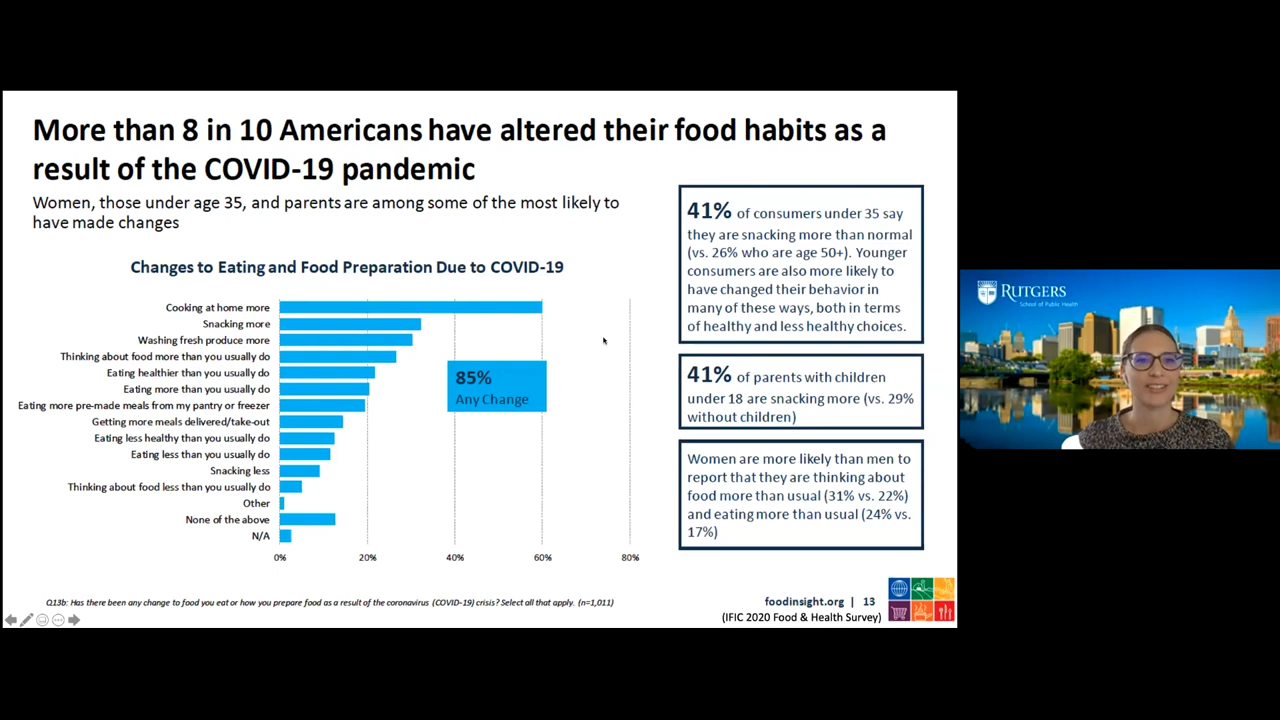 More than 8 in 10 Americans have altered their food habits as a
result of the COVID-19 pandemic
Women, those under age 35, and parents are among some of the most likely to
have made changes
Changes to Eating and Food Preparation Due to COVID-19
Cooking at home more
Snacking more
Washing fresh produce more
Thinking about food more than you usually do
Eating healthier than you usually do
Eating more than you usually do
Eating more pre-made meals from my pantry or freezer
Getting more meals delivered/take-out
Eating less healthy than you usually do
Eating less than you usually do
Snacking less
Thinking about food less than you usually do
Other
None of the above
N/A
0%
20%
40%
60%
80%
85%
Any Change
41% of consumers under 35 say
they are snacking more than normal
(vs. 26% who are age 50+). Younger
consumers are also more likely to
have changed their behavior in
many of these ways, both in terms
of healthy and less healthy choices.
41% of parents with children
under 18 are snacking more (vs. 29%
without children)
Women are more likely than men to
report that they are thinking about
food more than usual (31% vs. 22%)
and eating more than usual (24% vs.
17%)
Q13b: Has there been any change to food you eat or how you prepare food as a result of the coronavirus (COVID-19) crisis? Select all that apply. (n=1,011)
foodinsight.org | 13
(IFIC 2020 Food & Health Survey)
RUTGERS
School of Public Health